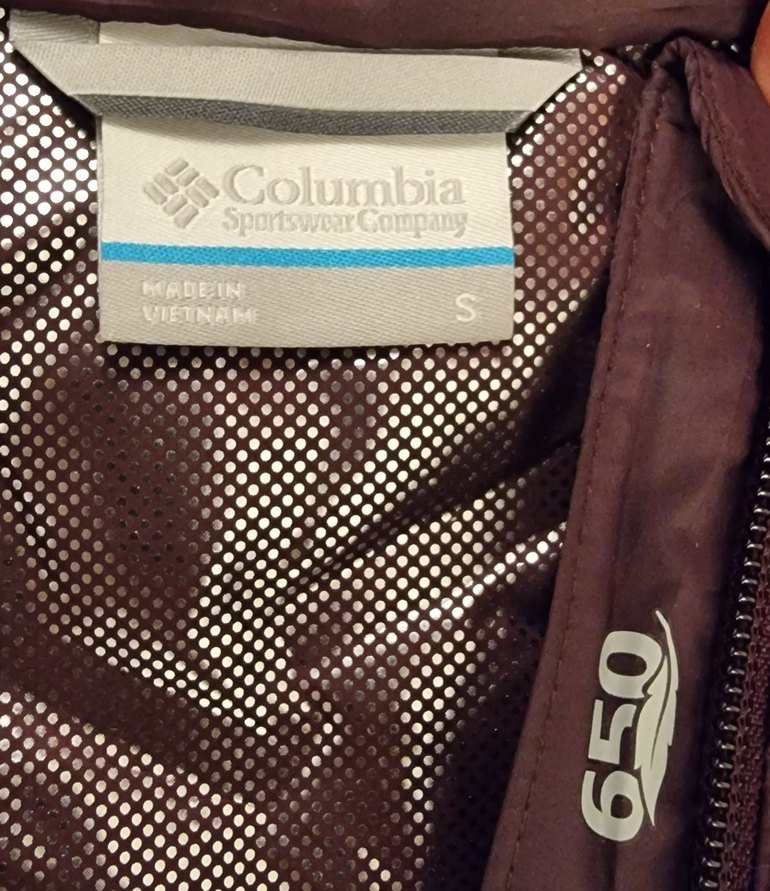 Columbia
Sportswear Company
MADE IN
VIETNAM
S
650